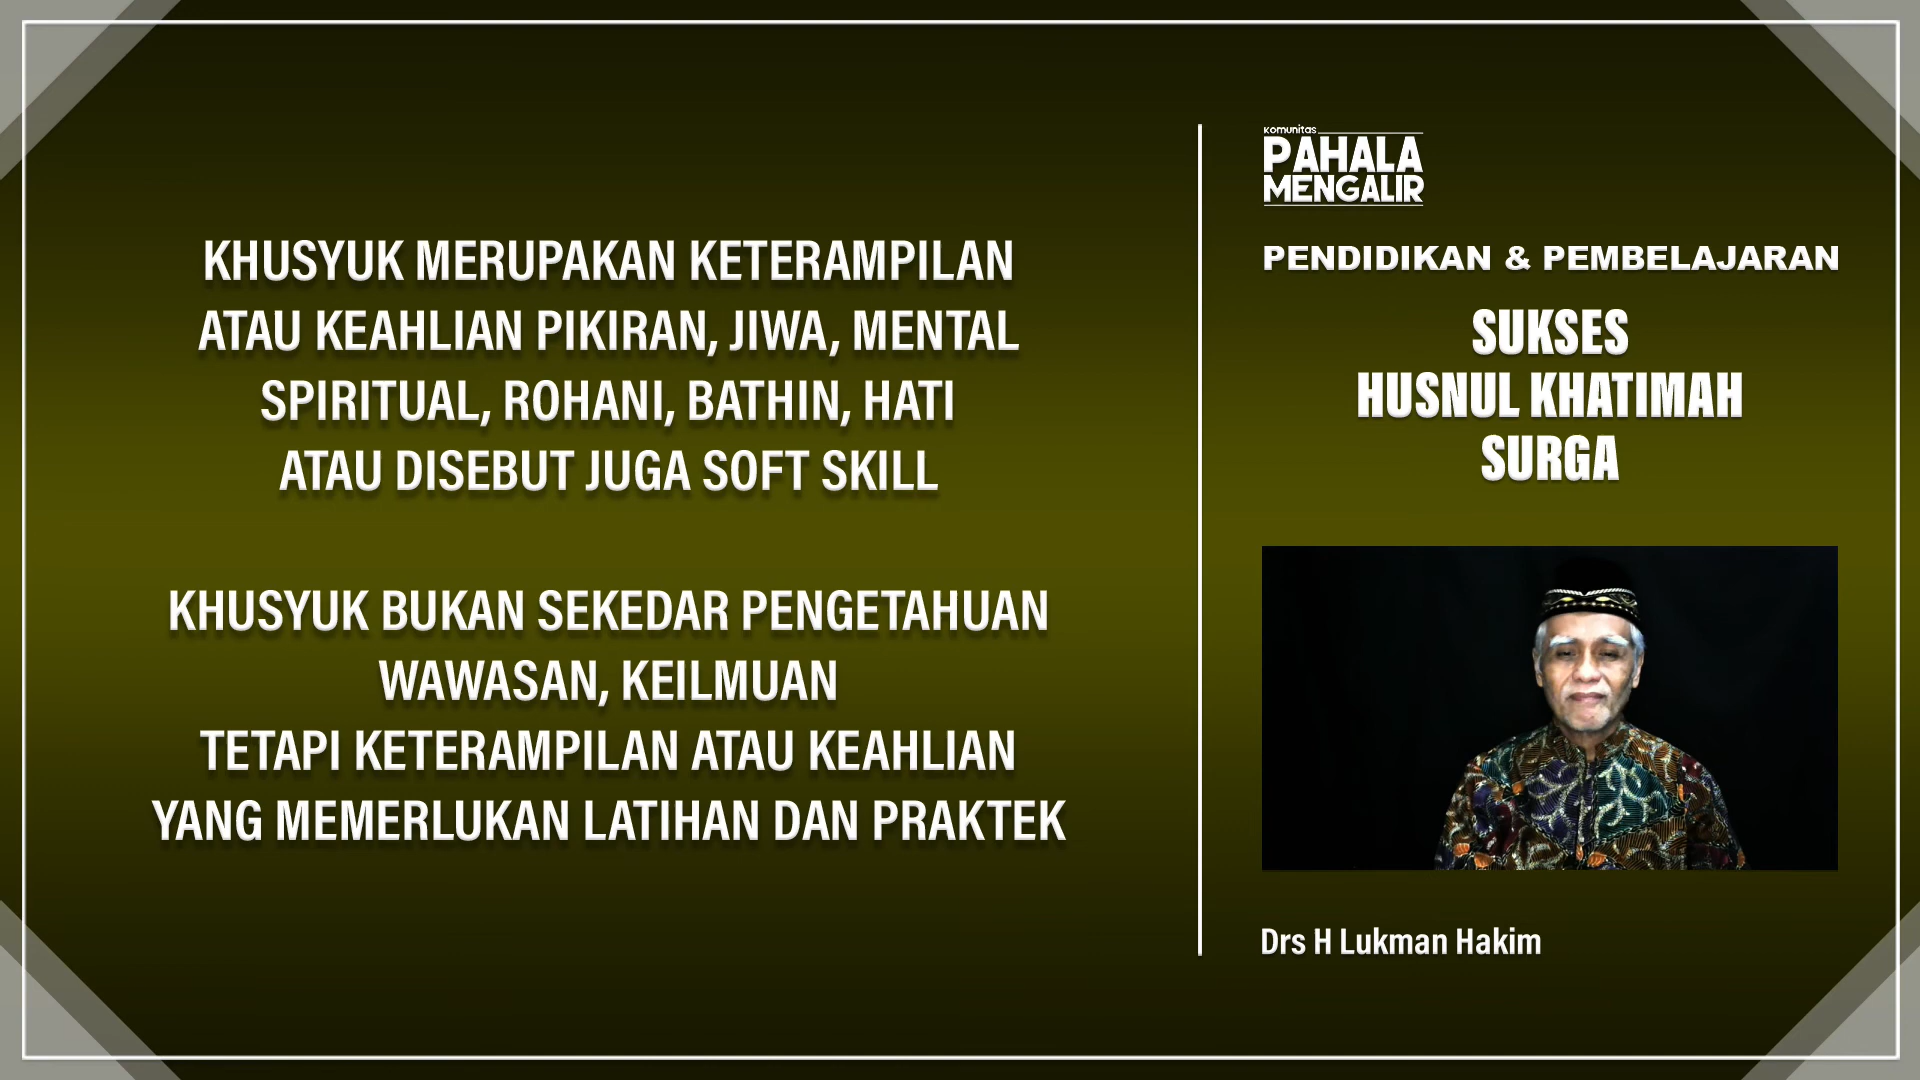 KHUSYUK MERUPAKAN KETERAMPILAN
ATAU KEAHLIAN PIKIRAN, JIWA, MENTAL
SPIRITUAL, ROHANI, BATHIN, HATI
ATAU DISEBUT JUGA SOFT SKILL
KHUSYUK BUKAN SEKEDAR PENGETAHUAN
WAWASAN, KEILMUAN
TETAPI KETERAMPILAN ATAU KEAHLIAN
YANG MEMERLUKAN LATIHAN DAN PRAKTEK
komunitas
PAHALA
MENGALIR
PENDIDIKAN & PEMBELAJARAN
SUKSES
HUSNUL KHATIMAH
SURGA
Drs H Lukman Hakim